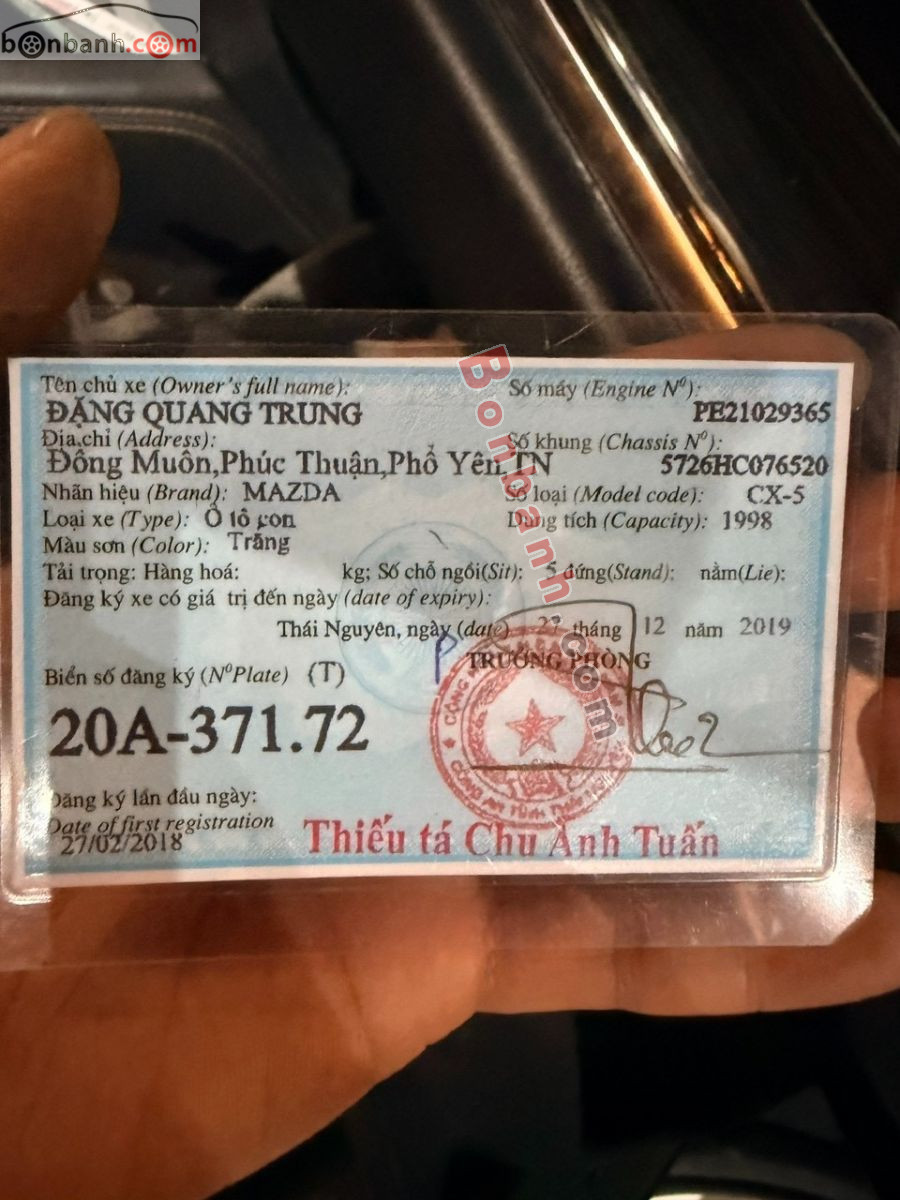 bonbanh.com
Tên chủ xe (Owner's full name): Số máy (Engine Nº):
ĐẶNG QUANG TRUNG PE21029365
Địa chỉ (Address): Số khung (Chassis Nº):
Đồng Muôn,Phúc Thuận,Phổ Yên,TN 5726HC076520
Nhãn hiệu (Brand): MAZDA Số loại (Model code): CX-5
Loại xe (Type): Ô tô con Dung tích (Capacity): 1998
Màu sơn (Color): Trắng
Tải trọng: Hàng hoá: kg; Số chỗ ngồi(Sit): 5 đứng(Stand): nằm(Lie):
Đăng ký xe có giá trị đến ngày (date of expiry):
Thái Nguyên, ngày (date) 27 tháng 12 năm 2019
TRƯỞNG PHÒNG
Biển số đăng ký (NºPlate) (T)
20A-371.72
Đăng ký lần đầu ngày:
Date of first registration
27/02/2018
Thiếu tá Chu Anh Tuấn
Bonbanh.com